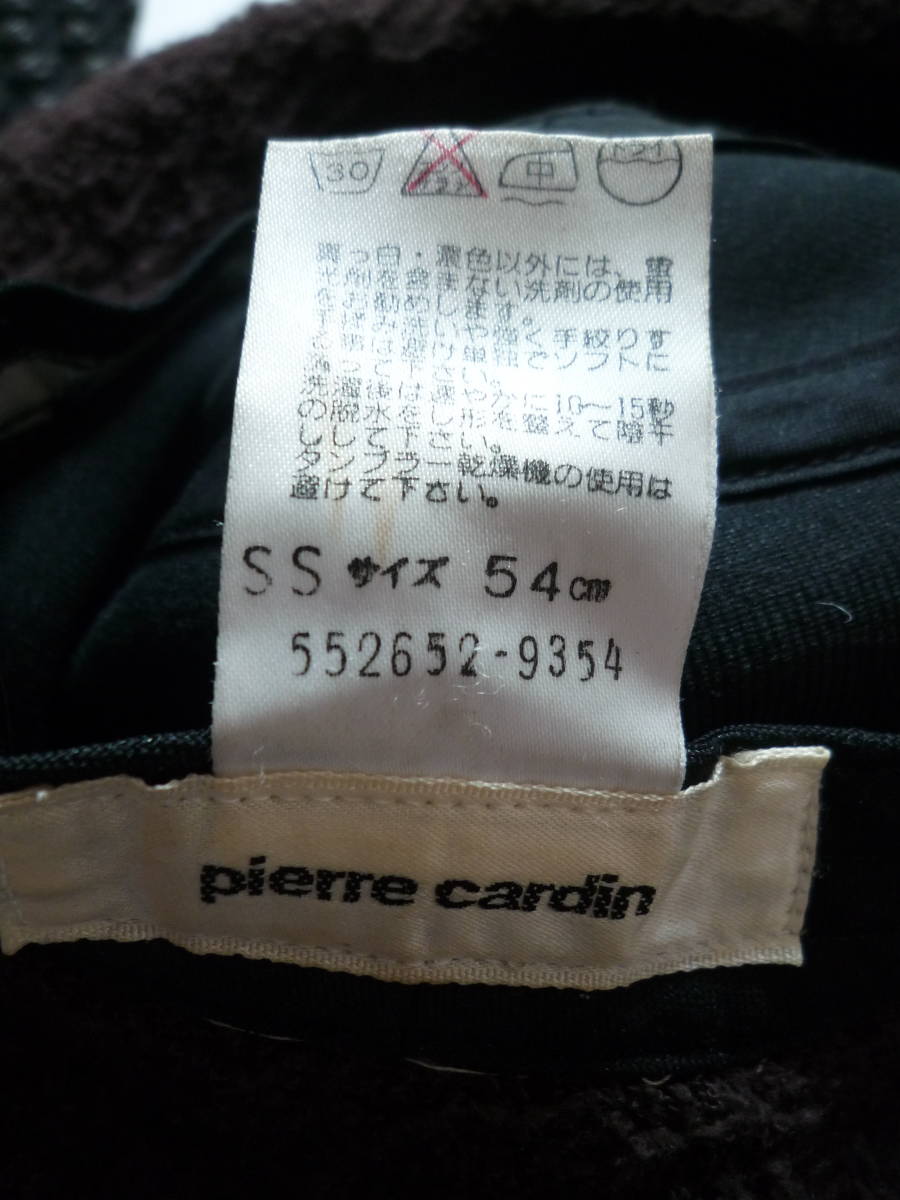 30 中 ドライ
真っ白・濃色以外には、蛍
光剤を含まない洗剤の使用
をお勧めします。
手もみ洗いや強く手絞りす
る事は避け単独でソフトに
洗って下さい。
洗濯後は速やかに10～15秒
の脱水をし形を整えて陰干
しして下さい。
タンブラー乾燥機の使用は
避けて下さい。
SS サイズ 54cm
552652-9354
pierre cardin